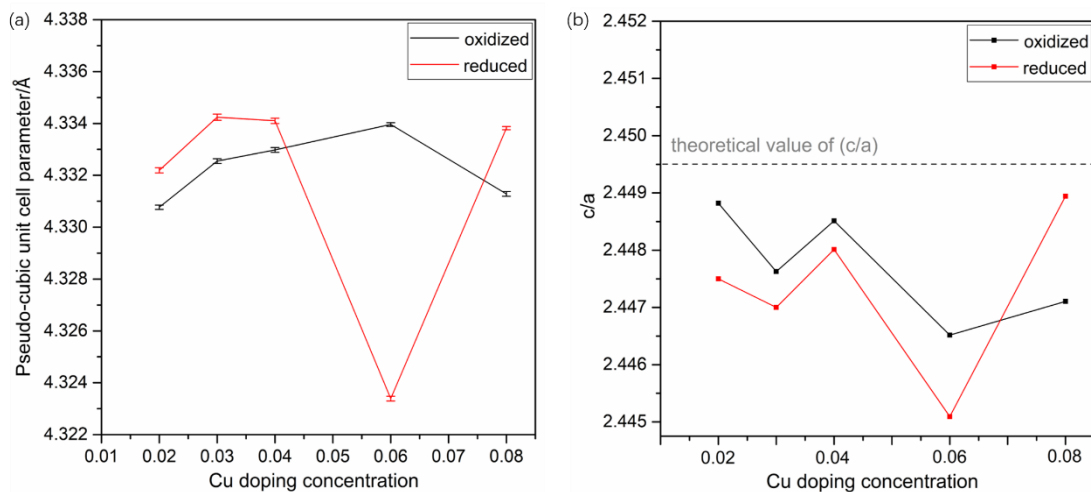 (a)
4.338
4.336
4.334
4.332
4.330
4.328
4.326
4.324
4.322
Pseudo-cubic unit cell parameter/Å
oxidized
reduced
0.01 0.02 0.03 0.04 0.05 0.06 0.07 0.08
Cu doping concentration
(b)
2.452
2.451
2.450
2.449
2.448
2.447
2.446
2.445
c/a
oxidized
reduced
theoretical value of (c/a)
0.02 0.04 0.06 0.08
Cu doping concentration